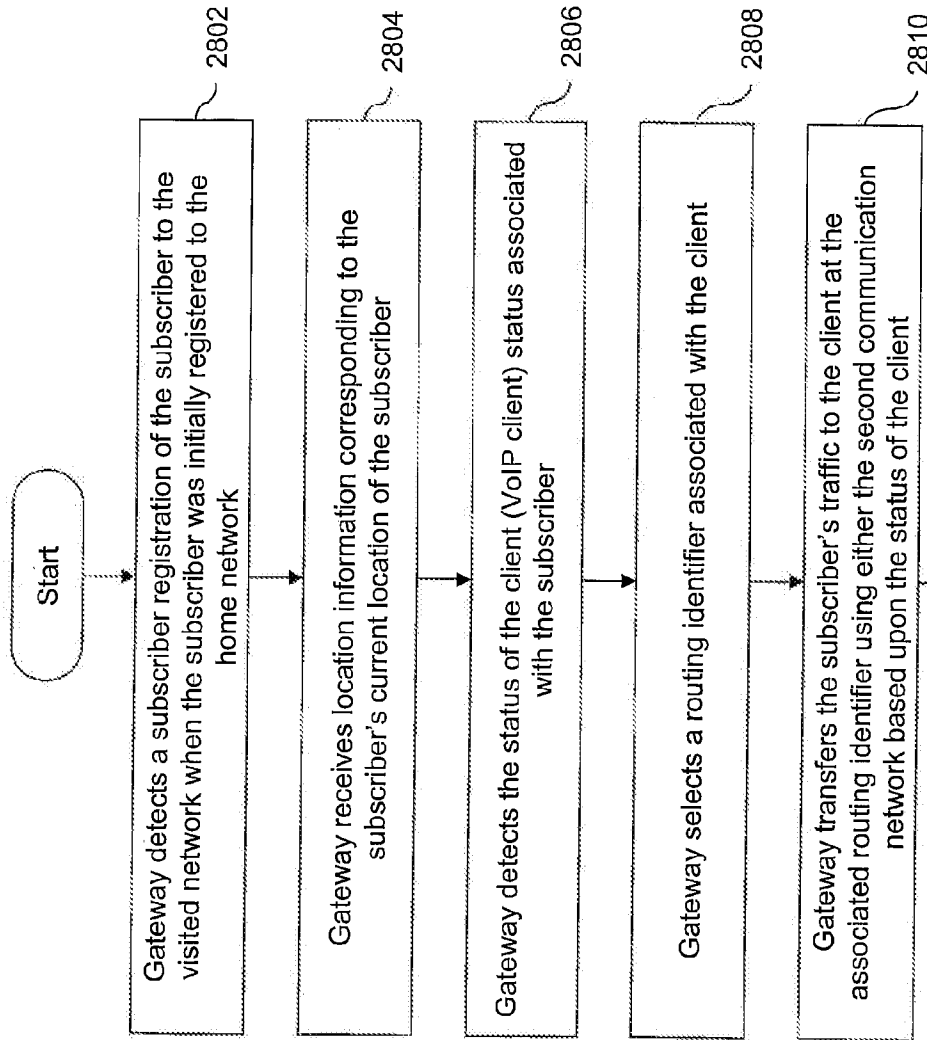 Start
Gateway detects a subscriber registration of the subscriber to the
visited network when the subscriber was initially registered to the
home network
2802
Gateway receives location information corresponding to the
subscriber's current location of the subscriber
2804
Gateway detects the status of the client (VoIP client) status associated
with the subscriber
2806
Gateway selects a routing identifier associated with the client
2808
Gateway transfers the subscriber's traffic to the client at the
associated routing identifier using either the second communication
network based upon the status of the client
2810